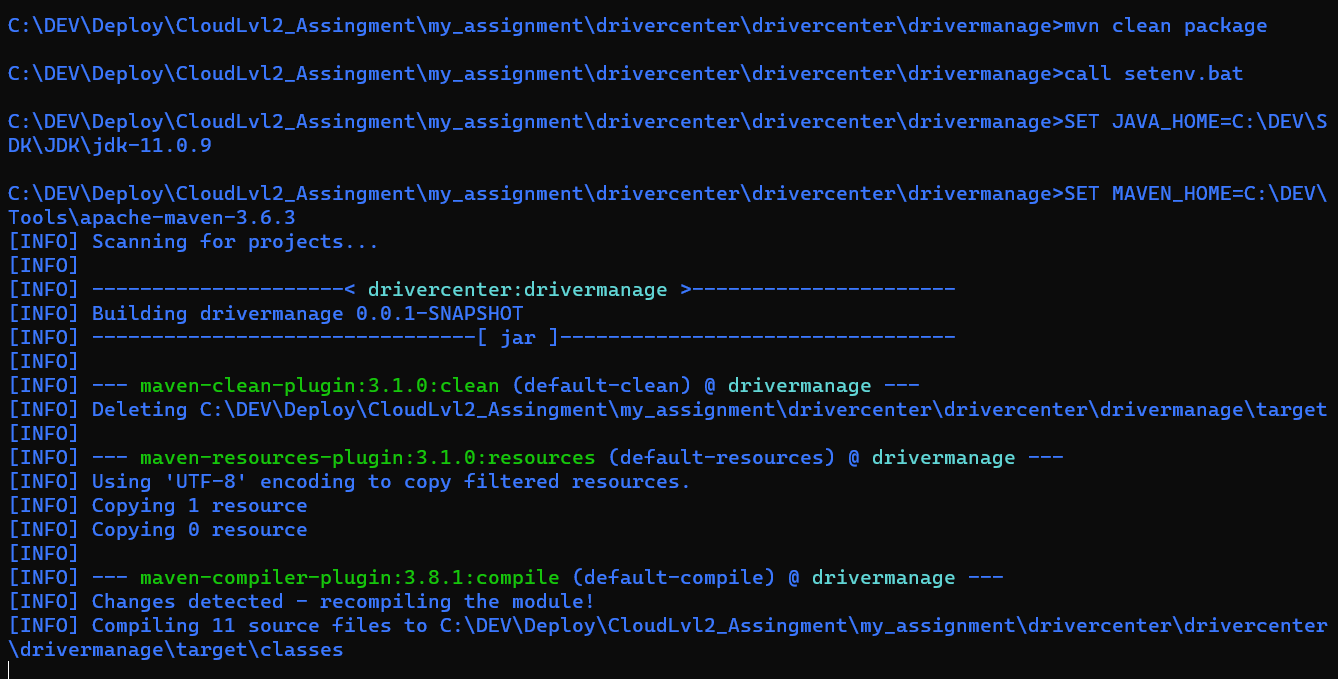 C:\DEV\Deploy\CloudLvl2_Assingment\my_assignment\drivercenter\drivercenter\drivermanage>mvn clean package
C:\DEV\Deploy\CloudLvl2_Assingment\my_assignment\drivercenter\drivercenter\drivermanage>call setenv.bat
C:\DEV\Deploy\CloudLvl2_Assingment\my_assignment\drivercenter\drivercenter\drivermanage>SET JAVA_HOME=C:\DEV\S
DK\JDK\jdk-11.0.9
C:\DEV\Deploy\CloudLvl2_Assingment\my_assignment\drivercenter\drivercenter\drivermanage>SET MAVEN_HOME=C:\DEV\
Tools\apache-maven-3.6.3
[INFO] Scanning for projects...
[INFO]
[INFO] ---------------------< drivercenter:drivermanage >----------------------
[INFO] Building drivermanage 0.0.1-SNAPSHOT
[INFO] --------------------------------[ jar ]---------------------------------
[INFO]
[INFO] --- maven-clean-plugin:3.1.0:clean (default-clean) @ drivermanage ---
[INFO] Deleting C:\DEV\Deploy\CloudLvl2_Assingment\my_assignment\drivercenter\drivercenter\drivermanage\target
[INFO]
[INFO] --- maven-resources-plugin:3.1.0:resources (default-resources) @ drivermanage ---
[INFO] Using 'UTF-8' encoding to copy filtered resources.
[INFO] Copying 1 resource
[INFO] Copying 0 resource
[INFO]
[INFO] --- maven-compiler-plugin:3.8.1:compile (default-compile) @ drivermanage ---
[INFO] Changes detected - recompiling the module!
[INFO] Compiling 11 source files to C:\DEV\Deploy\CloudLvl2_Assingment\my_assignment\drivercenter\drivercenter
\drivermanage\target\classes